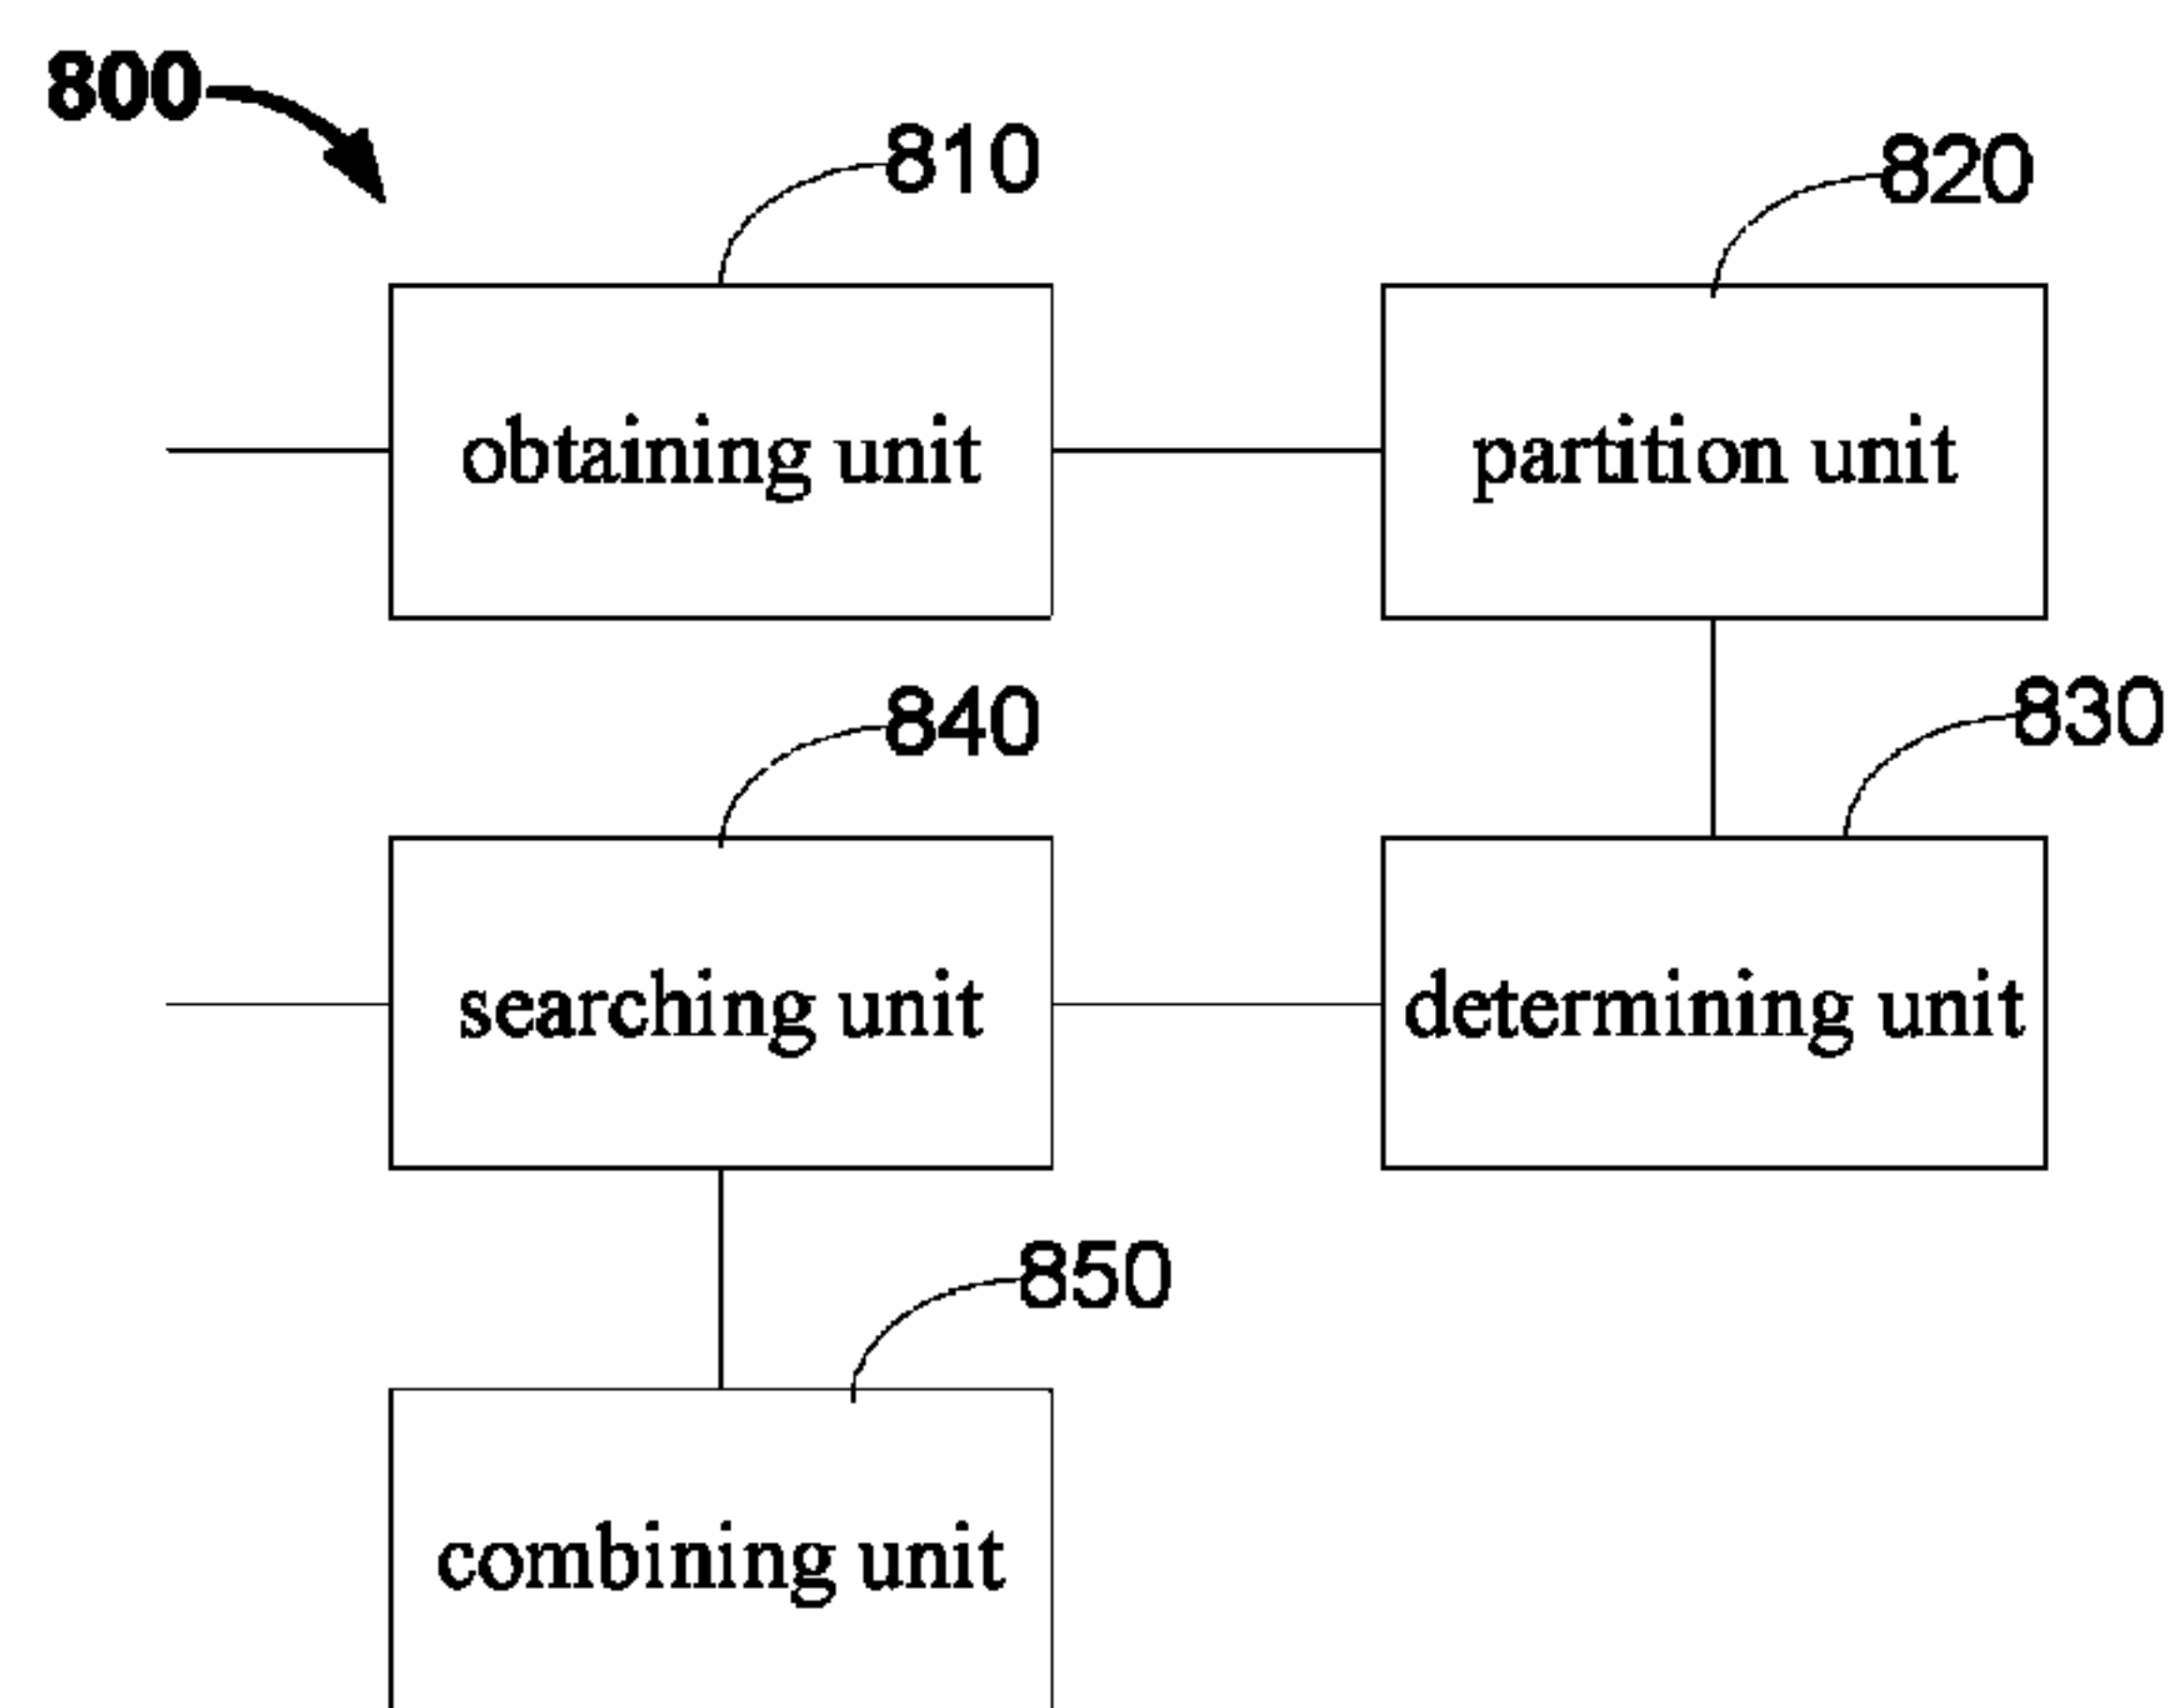 800
810
820
obtaining unit
partition unit
840
830
searching unit
determining unit
850
combining unit